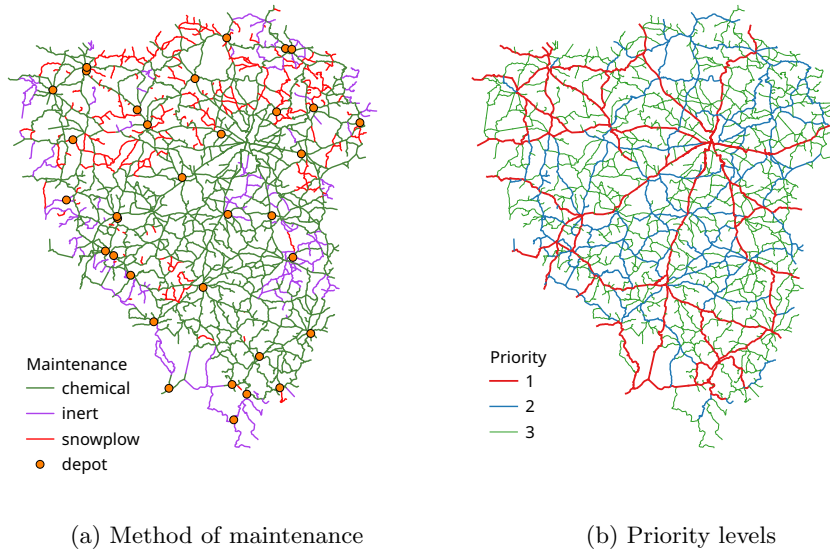 Maintenance
chemical
inert
snowplow
depot
(a) Method of maintenance
Priority
1
2
3
(b) Priority levels